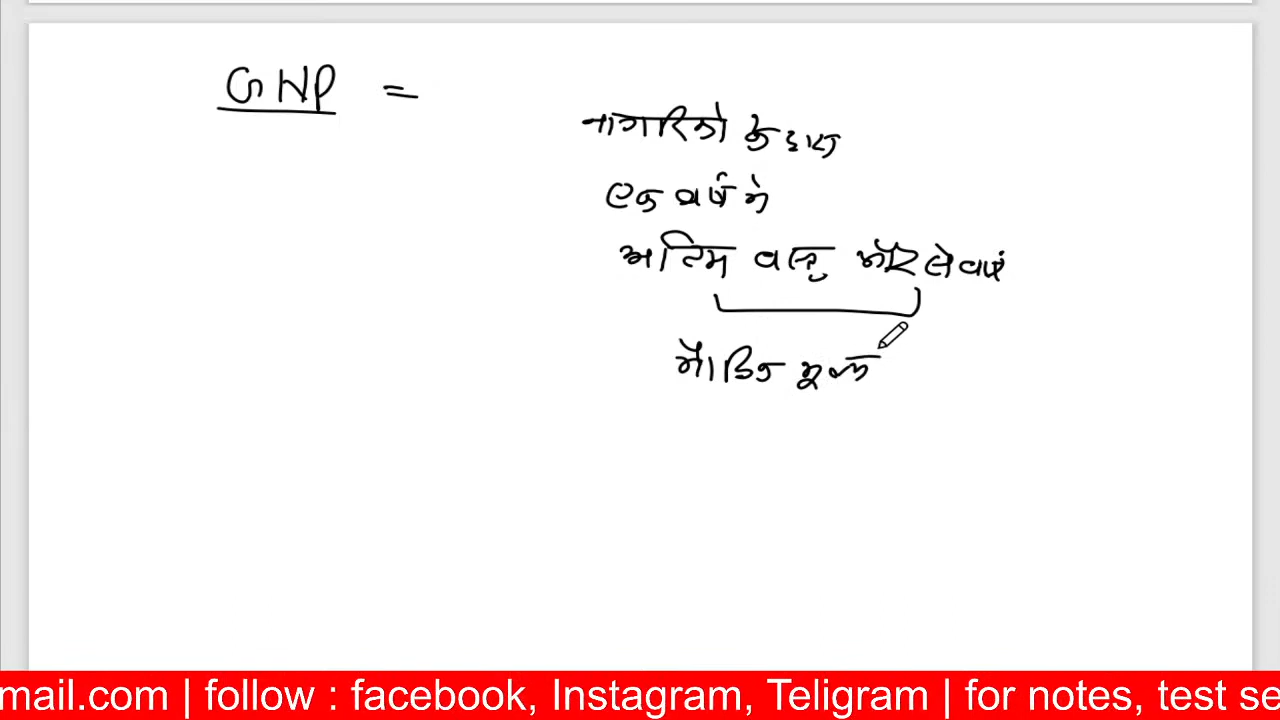 GNP =
नागरिको के द्वारा
एक वर्ष मे
अंतिम वस्तु और सेवाएं
मौद्रिक मूल्य
mail.com | follow : facebook, Instagram, Teligram | for notes, test se